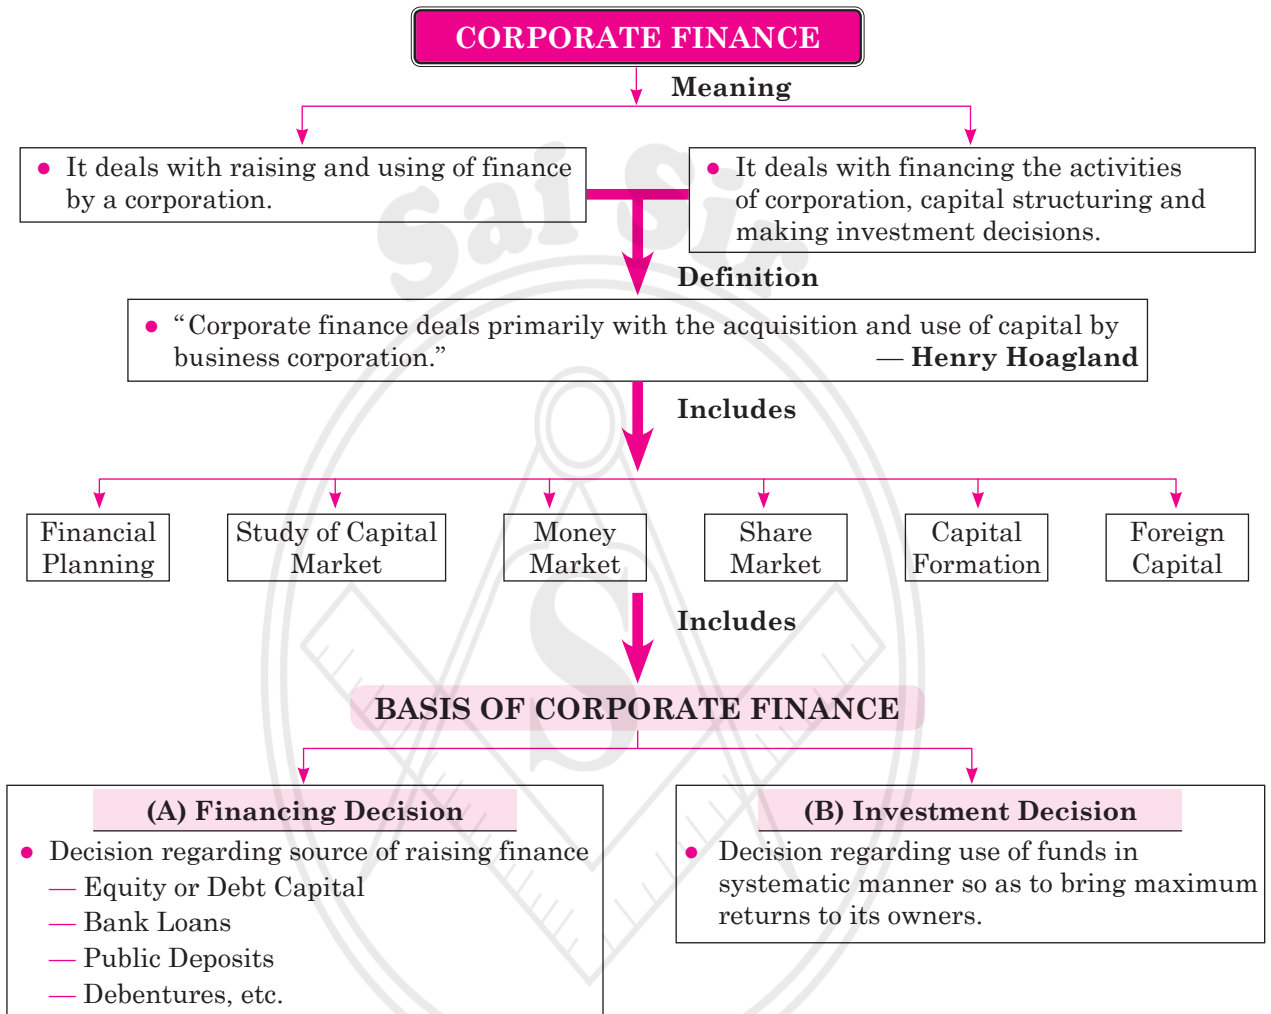 CORPORATE FINANCE
Meaning
● It deals with raising and using of finance
by a corporation.
● It deals with financing the activities
of corporation, capital structuring and
making investment decisions.
Sai Sir
Definition
● “Corporate finance deals primarily with the acquisition and use of capital by
business corporation.” — Henry Hoagland
Includes
Financial
Planning
Study of Capital
Market
Money
Market
Share
Market
Capital
Formation
Foreign
Capital
S
Includes
BASIS OF CORPORATE FINANCE
(A) Financing Decision
● Decision regarding source of raising finance
— Equity or Debt Capital
— Bank Loans
— Public Deposits
— Debentures, etc.
(B) Investment Decision
● Decision regarding use of funds in
systematic manner so as to bring maximum
returns to its owners.